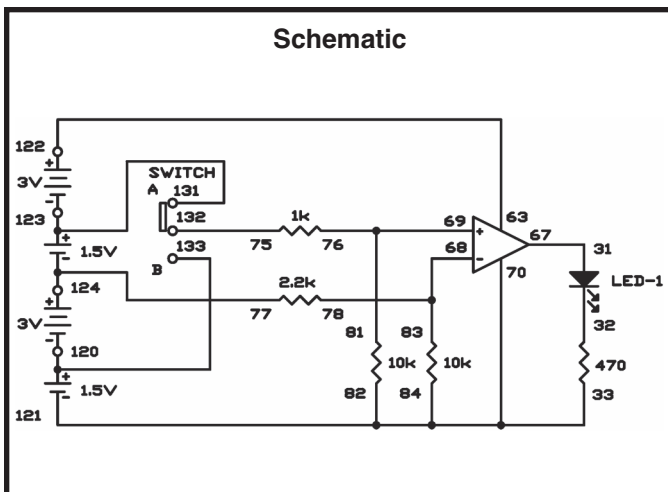 Schematic
122
+
3V
-
123
+
1.5V
-
124
+
3V
-
120
+
1.5V
-
121
SWITCH
A
131
132
133
B
1k
75
76
2.2k
77
78
81
10k
82
83
10k
84
69
+
68
-
63
67
70
31
LED-1
32
470
33